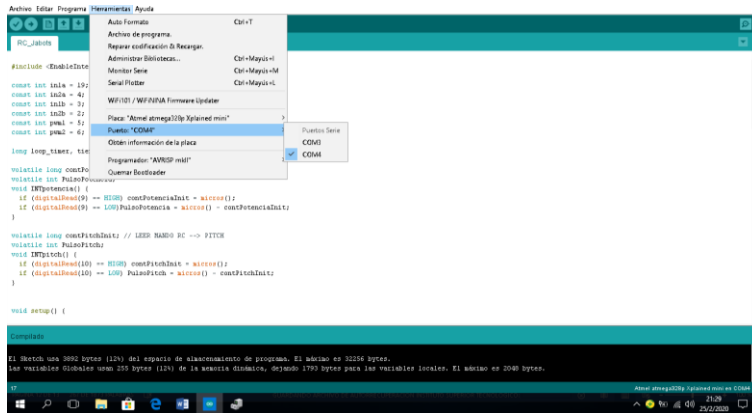 Archivo Editar Programa Herramientas Ayuda
RC_Jabots
Auto Formato Ctrl+T
Archivo de programa.
Reparar codificación & Recargar.
Administrar Bibliotecas... Ctrl+Mayús+I
Monitor Serie Ctrl+Mayús+M
Serial Plotter Ctrl+Mayús+L
WiFi101 / WiFiNINA Firmware Updater
Placa: "Atmel atmega328p Xplained mini"
Puerto: "COM4"
Obtén información de la placa
Programador: "AVRISP mkII"
Quemar Bootloader
Puertos Serie
COM3
COM4
#include <EnableInte
const int in1a = 19;
const int in2a = 4;
const int in1b = 3;
const int in2b = 2;
const int pwm1 = 5;
const int pwm2 = 6;
long loop_timer, tie
volatile long contPo
volatile int PulsoPotencia;
void INTpotencia() {
if (digitalRead(9) == HIGH) contPotenciaInit = micros();
if (digitalRead(9) == LOW)PulsoPotencia = micros() - contPotenciaInit;
}
volatile long contPitchInit; // LEER MANDO RC --> PITCH
volatile int PulsoPitch;
void INTpitch() {
if (digitalRead(10) == HIGH) contPitchInit = micros();
if (digitalRead(10) == LOW) PulsoPitch = micros() - contPitchInit;
}
void setup() {
Compilado
El Sketch usa 3892 bytes (12%) del espacio de almacenamiento de programa. El máximo es 32256 bytes.
Las variables Globales usan 255 bytes (12%) de la memoria dinámica, dejando 1793 bytes para las variables locales. El máximo es 2048 bytes.
17 Atmel atmega328p Xplained mini en COM4
21:29
25/2/2020